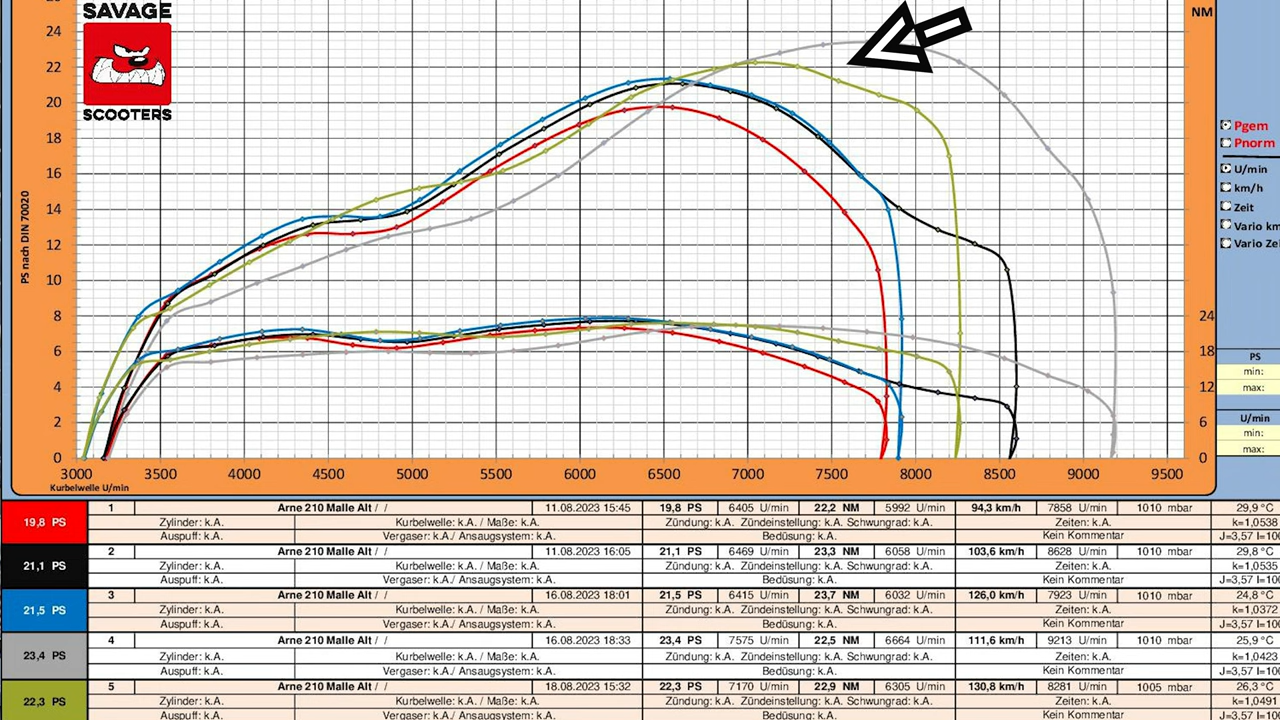 SAVAGE
SCOOTERS
NM
24
22
20
18
16
14
12
10
8
6
4
2
0
PS nach DIN 70020
24
18
12
6
0
3000 3500 4000 4500 5000 5500 6000 6500 7000 7500 8000 8500 9000 9500
Kurbelwelle U/min
Pgem
Pnorm
U/min
km/h
Zeit
Vario km
Vario Zei
PS
min:
max:
U/min
min:
max:
19,8 PS 1 Arne 210 Malle Alt / / 11.08.2023 15:45 19,8 PS 6405 U/min 22,2 NM 5992 U/min 94,3 km/h 7858 U/min 1010 mbar 29,9 °C
Zylinder: k.A. Kurbelwelle: k.A. / Maße: k.A. Zündung: k.A. Zündeinstellung: k.A. Schwungrad: k.A. Zeiten: k.A. k=1,0538
Auspuff: k.A. Vergaser: k.A./ Ansaugsystem: k.A. Bedüsung: k.A. Kein Kommentar J=3,57 I=100
21,1 PS 2 Arne 210 Malle Alt / / 11.08.2023 16:05 21,1 PS 6469 U/min 23,3 NM 6058 U/min 103,6 km/h 8628 U/min 1010 mbar 29,8 °C
Zylinder: k.A. Kurbelwelle: k.A. / Maße: k.A. Zündung: k.A. Zündeinstellung: k.A. Schwungrad: k.A. Zeiten: k.A. k=1,0535
Auspuff: k.A. Vergaser: k.A./ Ansaugsystem: k.A. Bedüsung: k.A. Kein Kommentar J=3,57 I=100
21,5 PS 3 Arne 210 Malle Alt / / 16.08.2023 18:01 21,5 PS 6415 U/min 23,7 NM 6032 U/min 126,0 km/h 7923 U/min 1010 mbar 24,8 °C
Zylinder: k.A. Kurbelwelle: k.A. / Maße: k.A. Zündung: k.A. Zündeinstellung: k.A. Schwungrad: k.A. Zeiten: k.A. k=1,0372
Auspuff: k.A. Vergaser: k.A./ Ansaugsystem: k.A. Bedüsung: k.A. Kein Kommentar J=3,57 I=100
23,4 PS 4 Arne 210 Malle Alt / / 16.08.2023 18:33 23,4 PS 7575 U/min 22,5 NM 6664 U/min 111,6 km/h 9213 U/min 1010 mbar 25,9 °C
Zylinder: k.A. Kurbelwelle: k.A. / Maße: k.A. Zündung: k.A. Zündeinstellung: k.A. Schwungrad: k.A. Zeiten: k.A. k=1,0423
Auspuff: k.A. Vergaser: k.A./ Ansaugsystem: k.A. Bedüsung: k.A. Kein Kommentar J=3,57 I=100
22,3 PS 5 Arne 210 Malle Alt / / 18.08.2023 15:32 22,3 PS 7170 U/min 22,9 NM 6305 U/min 130,8 km/h 8281 U/min 1005 mbar 26,3 °C
Zylinder: k.A. Kurbelwelle: k.A. / Maße: k.A. Zündung: k.A. Zündeinstellung: k.A. Schwungrad: k.A. Zeiten: k.A. k=1,0491
Auspuff: k.A. Vergaser: k.A./ Ansaugsystem: k.A. Bedüsung: k.A. Kein Kommentar J=3,57 I=100